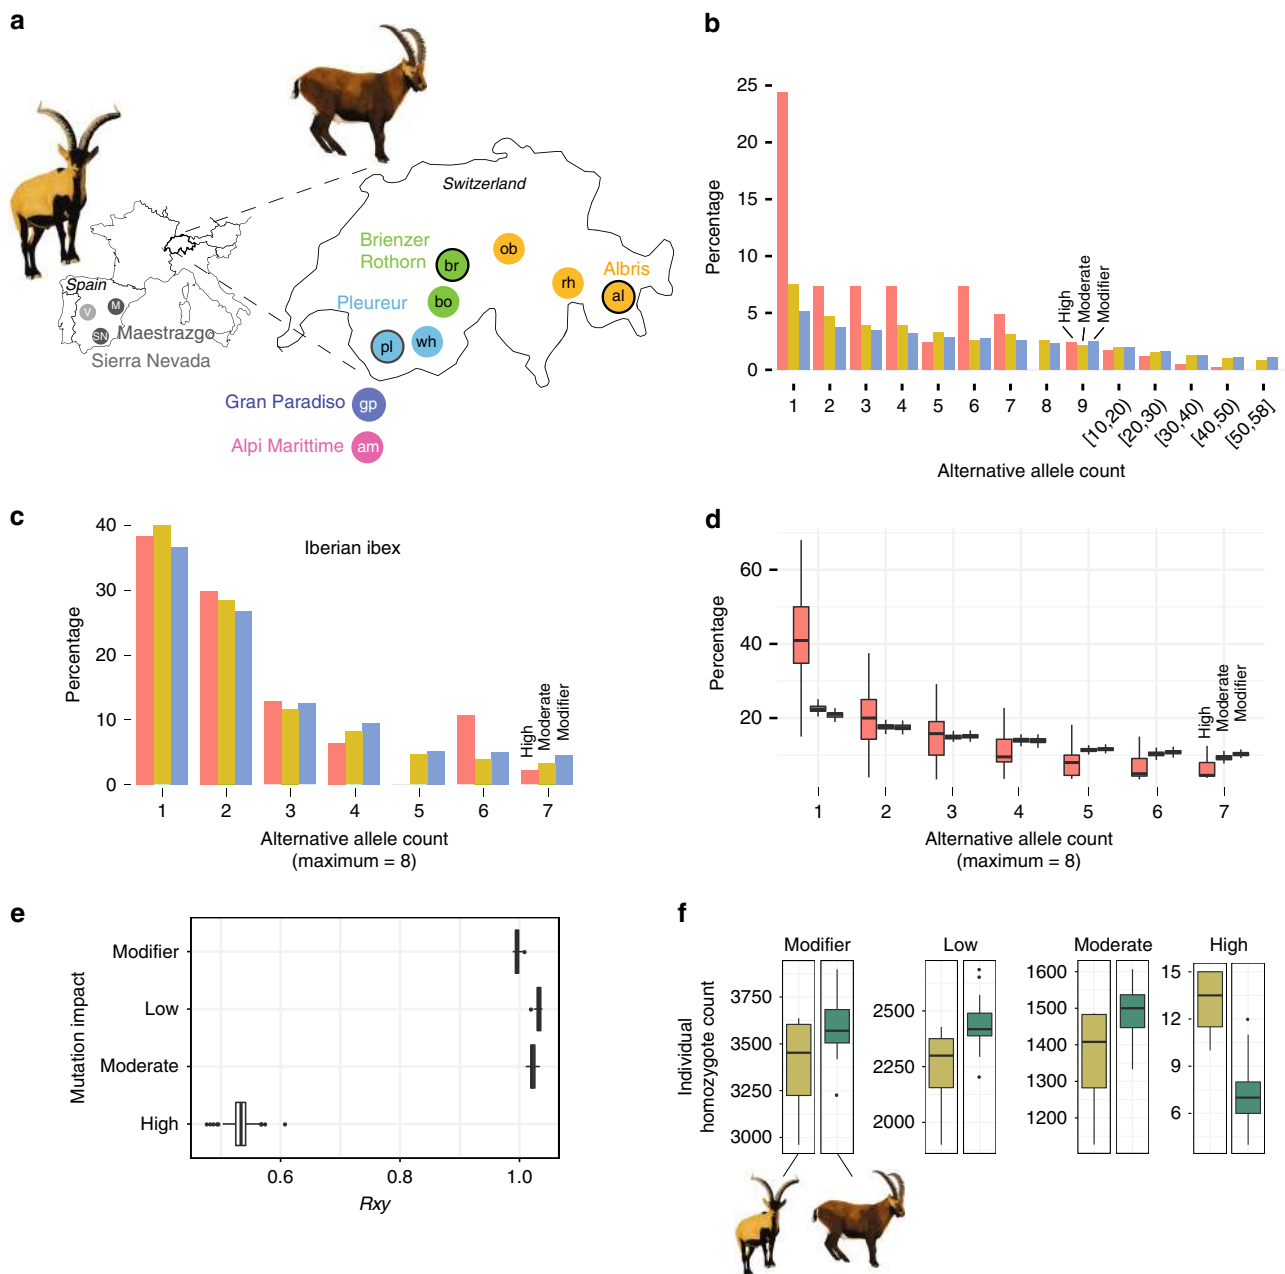 a
Switzerland
Brienzer
Rothorn
br
ob
bo
rh
Albris
al
Pleureur
pl
wh
Spain
V
M
SN
Maestrazgo
Sierra Nevada
Gran Paradiso
gp
Alpi Marittime
am
b
Percentage
25
20
15
10
5
0
High
Moderate
Modifier
1 2 3 4 5 6 7 8 9 [10,20) [20,30) [30,40) [40,50) [50,58]
Alternative allele count
c
Iberian ibex
Percentage
40
30
20
10
0
High
Moderate
Modifier
1 2 3 4 5 6 7
Alternative allele count
(maximum = 8)
d
Percentage
60
40
20
High
Moderate
Modifier
1 2 3 4 5 6 7
Alternative allele count
(maximum = 8)
e
Mutation impact
Modifier
Low
Moderate
High
0.6 0.8 1.0
Rxy
f
Individual
homozygote count
Modifier
3750
3500
3250
3000
Low
2500
2250
2000
Moderate
1600
1500
1400
1300
1200
High
15
12
9
6